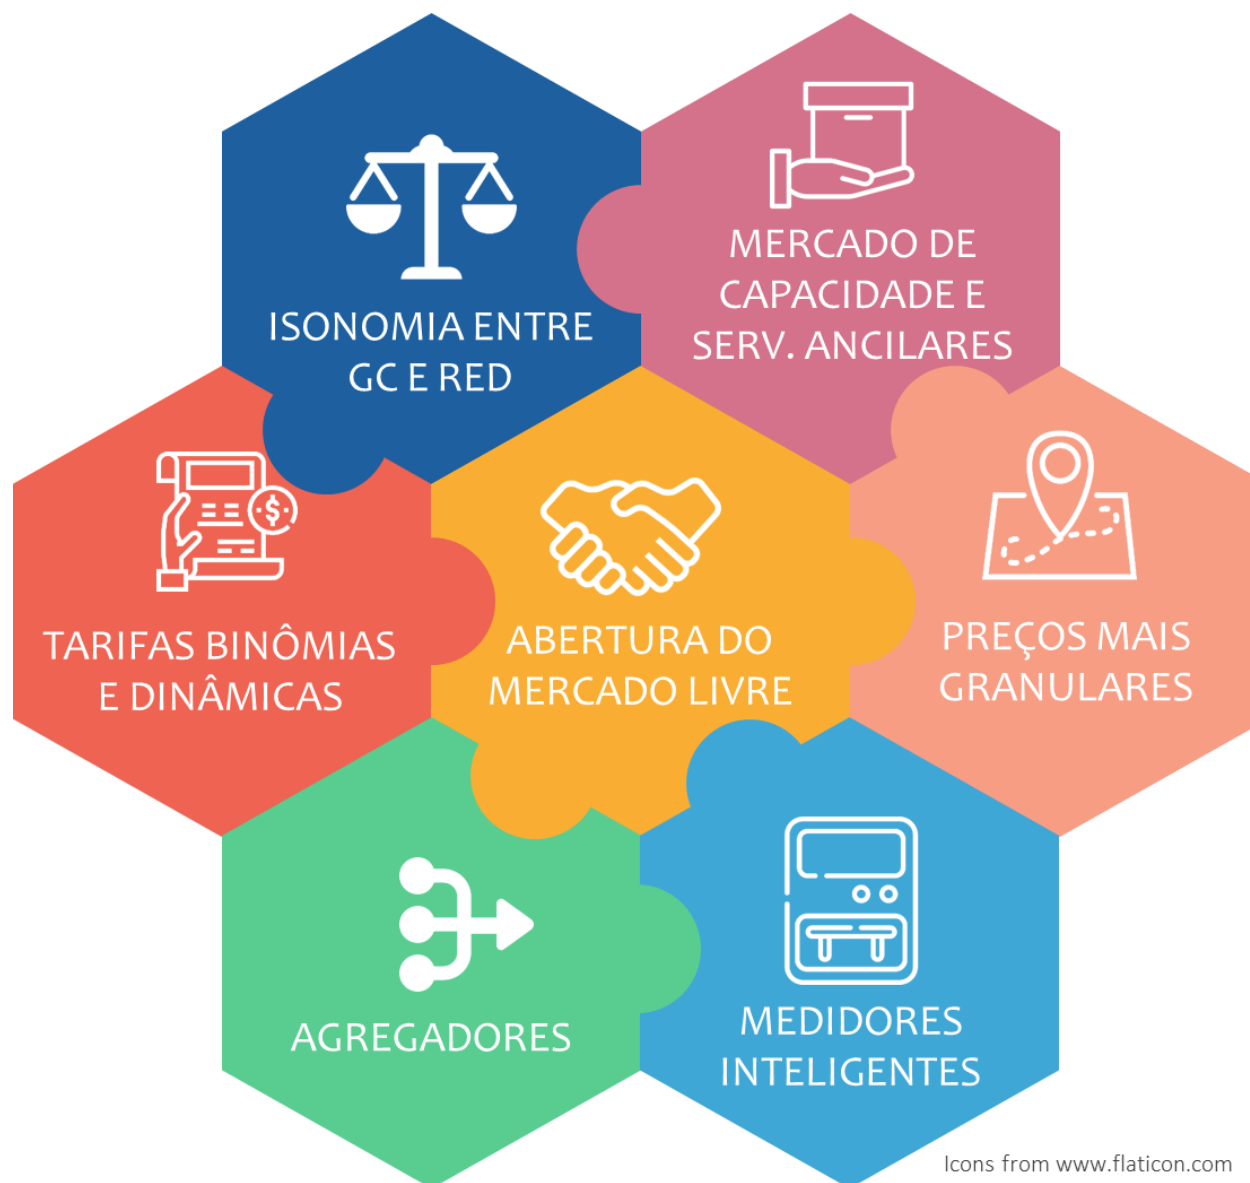 ISONOMIA ENTRE
GC E RED
MERCADO DE
CAPACIDADE E
SERV. ANCILARES
TARIFAS BINÔMIAS
E DINÂMICAS
$
ABERTURA DO
MERCADO LIVRE
PREÇOS MAIS
GRANULARES
AGREGADORES
MEDIDORES
INTELIGENTES
Icons from www.flaticon.com